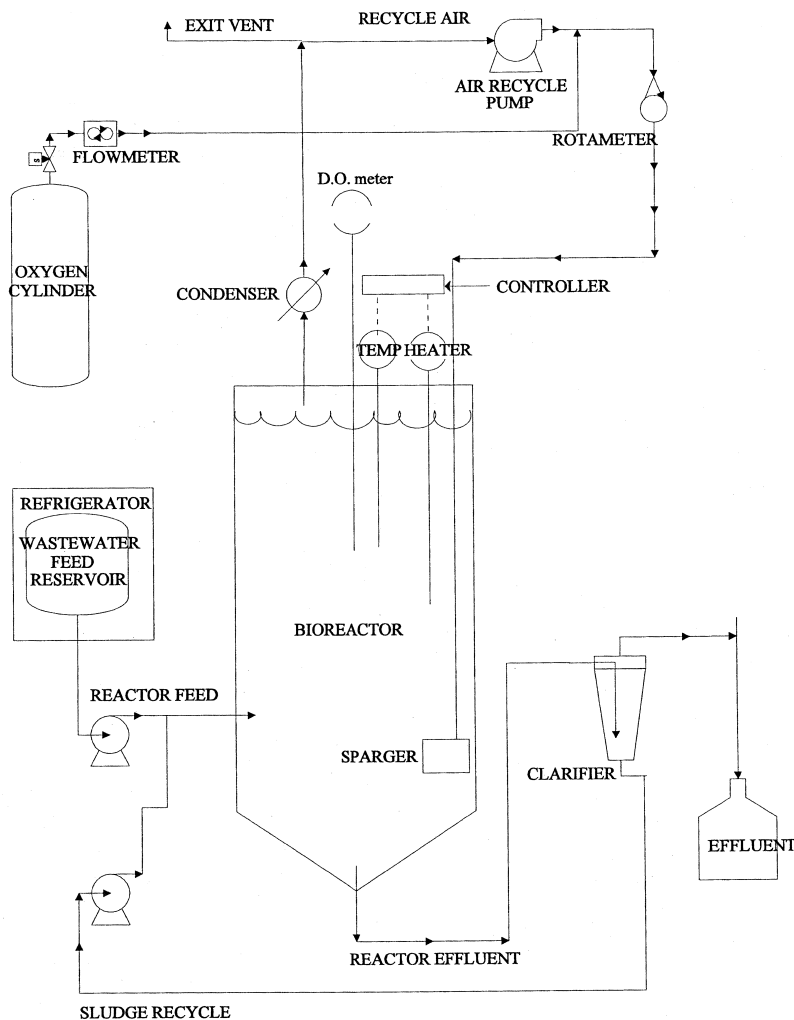 RECYCLE AIR
EXIT VENT
AIR RECYCLE
PUMP
ROTAMETER
FLOWMETER
S
D.O. meter
OXYGEN
CYLINDER
CONDENSER
CONTROLLER
TEMP HEATER
REFRIGERATOR
WASTEWATER
FEED
RESERVOIR
BIOREACTOR
REACTOR FEED
SPARGER
CLARIFIER
EFFLUENT
REACTOR EFFLUENT
SLUDGE RECYCLE